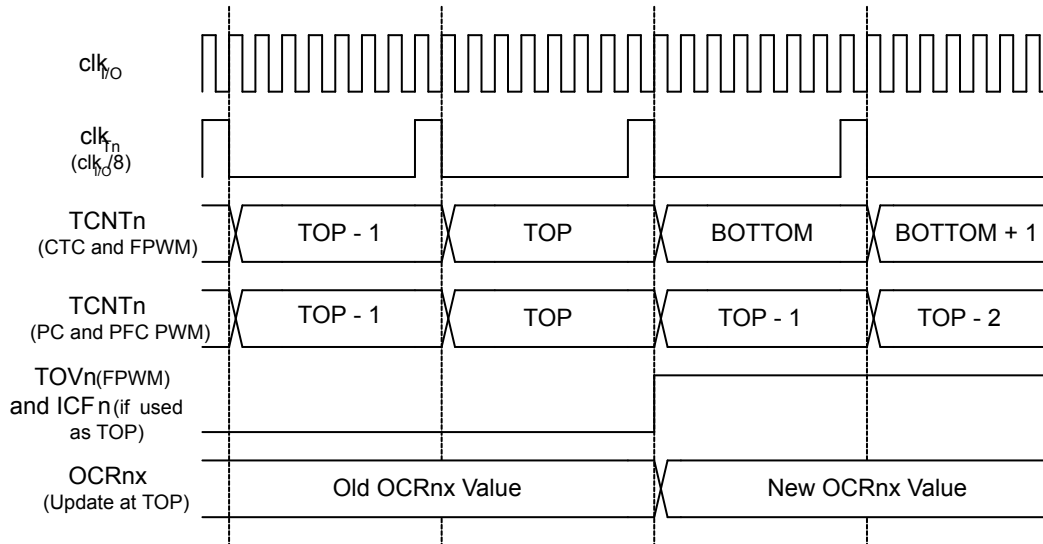 clkI/O
clkTn
(clkI/O/8)
TCNTn
(CTC and FPWM)
TOP - 1
TOP
BOTTOM
BOTTOM + 1
TCNTn
(PC and PFC PWM)
TOP - 1
TOP
TOP - 1
TOP - 2
TOVn(FPWM)
and ICFn(if used
as TOP)
OCRnx
(Update at TOP)
Old OCRnx Value
New OCRnx Value